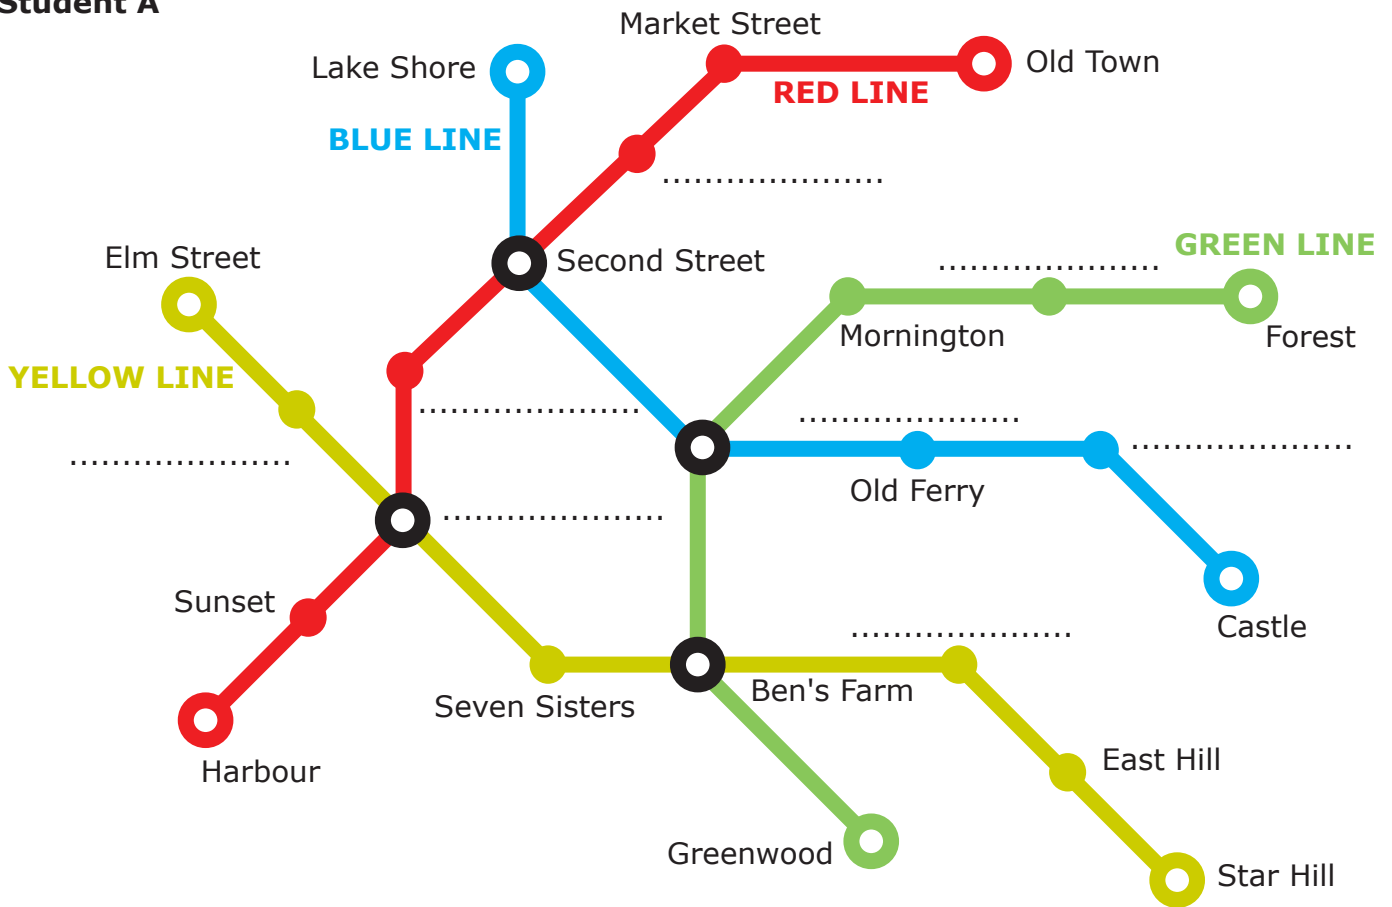 Student A
Market Street
Lake Shore
Old Town
RED LINE
BLUE LINE
.....................
GREEN LINE
Elm Street
Second Street
.....................
Mornington
Forest
YELLOW LINE
.....................
.....................
.....................
.....................
Old Ferry
.....................
Sunset
Castle
.....................
Seven Sisters
Ben's Farm
Harbour
East Hill
Greenwood
Star Hill